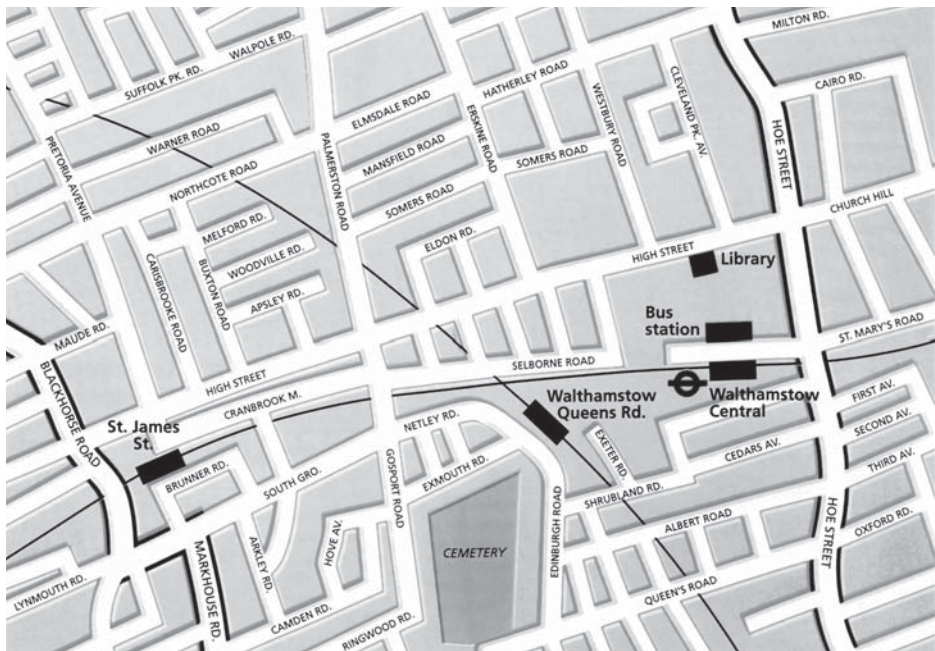 MILTON RD.
WALPOLE RD.
SUFFOLK PK. RD.
HATHERLEY ROAD
CAIRO RD.
ELMSDALE ROAD
ERSKINE ROAD
WESTBURY ROAD
CLEVELAND PK. AV.
WARNER ROAD
PALMERSTON ROAD
MANSFIELD ROAD
SOMERS ROAD
HOE STREET
PRETORIA AVENUE
NORTHCOTE ROAD
SOMERS ROAD
CHURCH HILL
MELFORD RD.
ELDON RD.
HIGH STREET
Library
WOODVILLE RD.
CARISBROOKE ROAD
BUXTON ROAD
APSLEY RD.
Bus
station
ST. MARY'S ROAD
MAUDE RD.
SELBORNE ROAD
HIGH STREET
Walthamstow
Central
BLACKHORSE ROAD
CRANBROOK M.
Walthamstow
Queens Rd.
FIRST AV.
St. James
St.
NETLEY RD.
EXETER RD.
CEDARS AV.
SECOND AV.
BRUNNER RD.
SOUTH GRO.
GOSPORT ROAD
EXMOUTH RD.
SHRUBLAND RD.
THIRD AV.
HOVE AV.
EDINBURGH ROAD
ALBERT ROAD
HOE STREET
OXFORD RD.
CEMETERY
LYNMOUTH RD.
MARKHOUSE RD.
ARKLEY RD.
QUEEN'S ROAD
CAMDEN RD.
RINGWOOD RD.